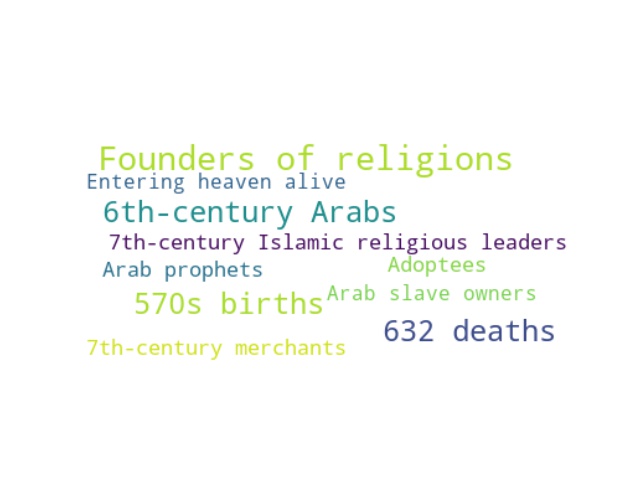 Founders of religions
Entering heaven alive
6th-century Arabs
7th-century Islamic religious leaders
Arab prophets
Adoptees
570s births
Arab slave owners
632 deaths
7th-century merchants